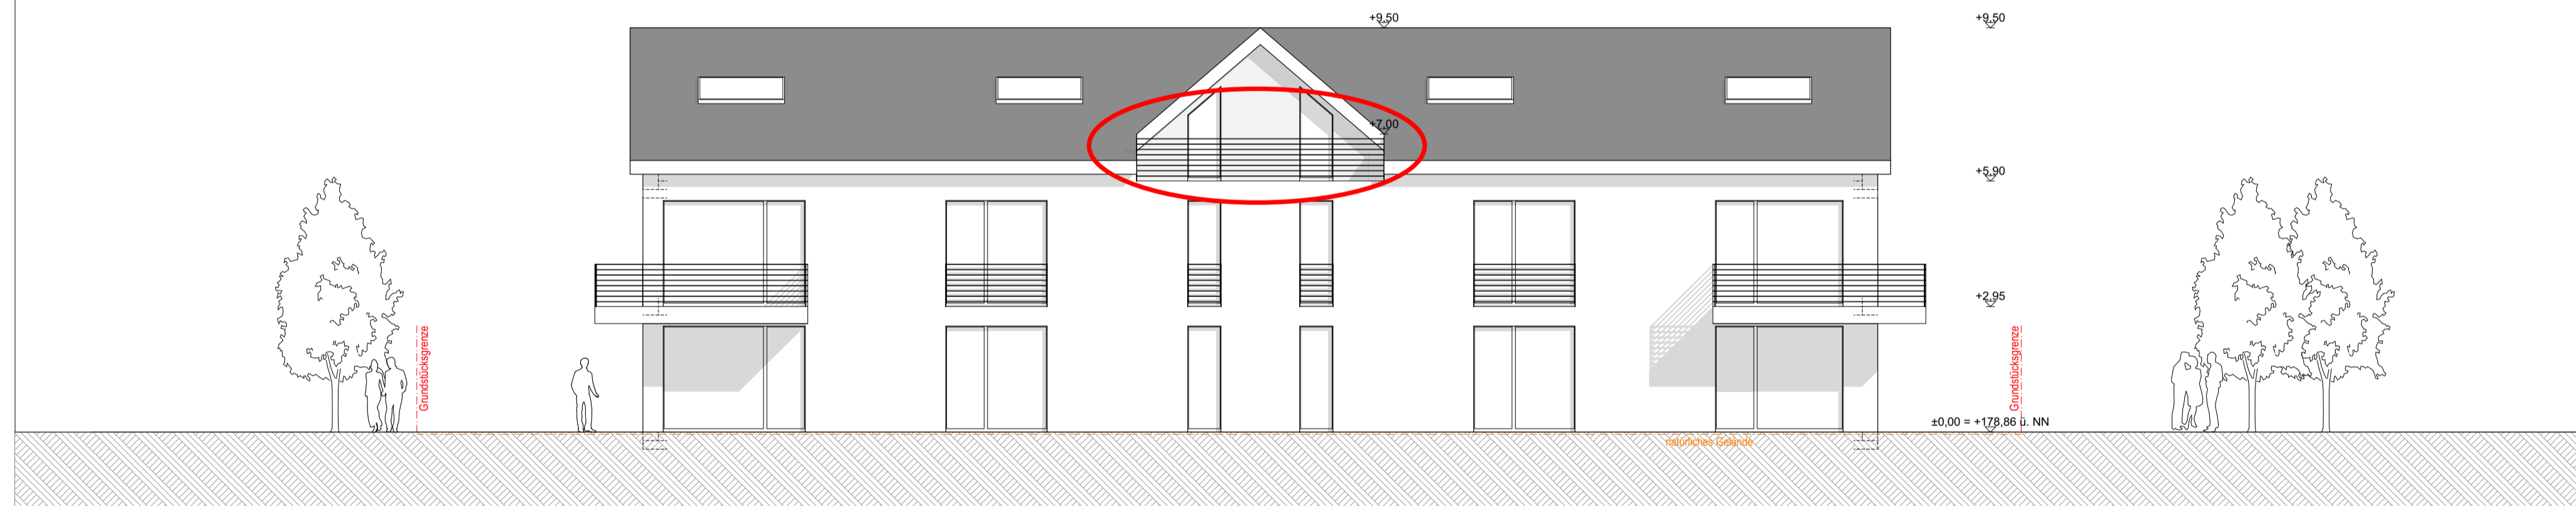 +9,50
+9,50
+7,00
+5,90
+2,95
Grundstücksgrenze
Grundstücksgrenze
±0,00 = +178,86 ü. NN
natürliches Gelände